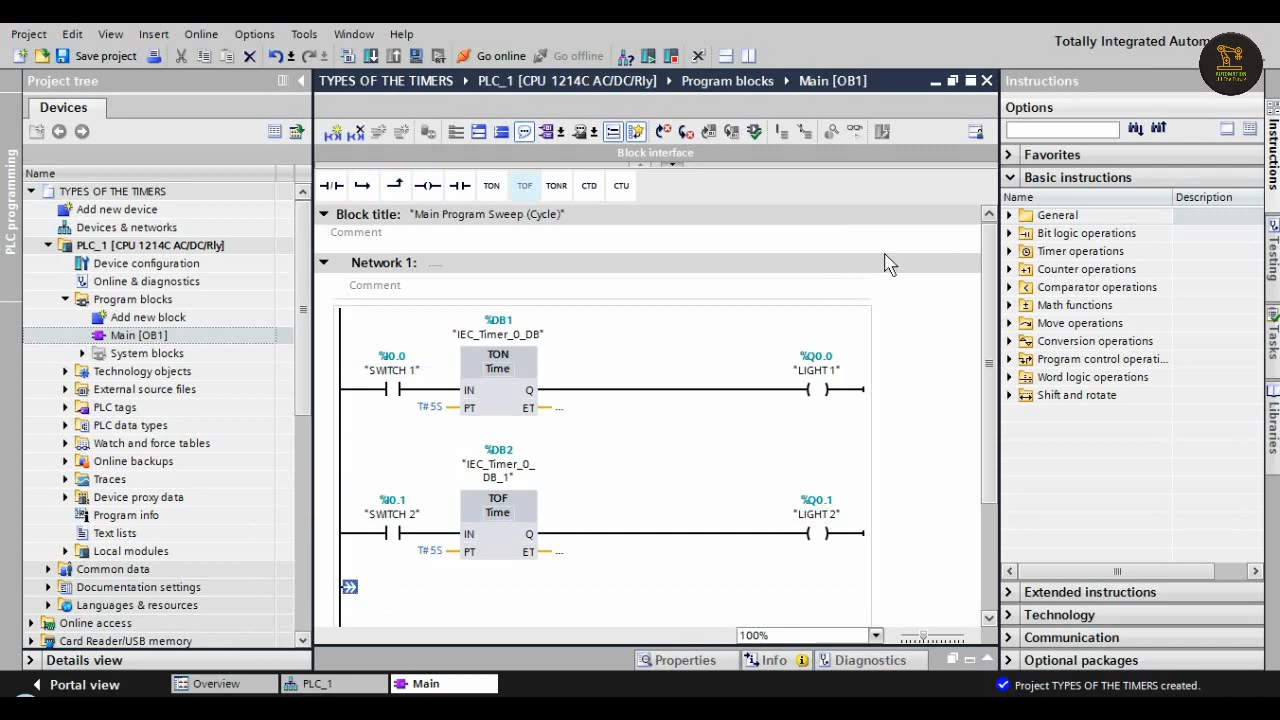 Project Edit View Insert Online Options Tools Window Help
Totally Integrated Autom
AUTOMATION
Save project Go online Go offline
Project tree
Devices
Name
TYPES OF THE TIMERS
Add new device
Devices & networks
PLC_1 [CPU 1214C AC/DC/Rly]
Device configuration
Online & diagnostics
Program blocks
Add new block
Main [OB1]
System blocks
Technology objects
External source files
PLC tags
PLC data types
Watch and force tables
Online backups
Traces
Device proxy data
Program info
Text lists
Local modules
Common data
Documentation settings
Languages & resources
Online access
Card Reader/USB memory
Details view
PLC programming
TYPES OF THE TIMERS PLC_1 [CPU 1214C AC/DC/Rly] Program blocks Main [OB1]
Block interface
TON TOF TONR CTD CTU
Block title: "Main Program Sweep (Cycle)"
Comment
Network 1: .....
Comment
%DB1
"IEC_Timer_0_DB"
TON
Time
%I0.0
"SWITCH 1"
IN Q
T#5S PT ET ...
%Q0.0
"LIGHT 1"
%DB2
"IEC_Timer_0_
DB_1"
TOF
Time
%I0.1
"SWITCH 2"
IN Q
T#5S PT ET ...
%Q0.1
"LIGHT 2"
100%
Properties Info Diagnostics
Instructions
Options
Favorites
Basic instructions
Name Description
General
Bit logic operations
Timer operations
Counter operations
Comparator operations
Math functions
Move operations
Conversion operations
Program control operati...
Word logic operations
Shift and rotate
Extended instructions
Technology
Communication
Optional packages
Instructions
Testing
Tasks
Libraries
Portal view Overview PLC_1 Main
Project TYPES OF THE TIMERS created.